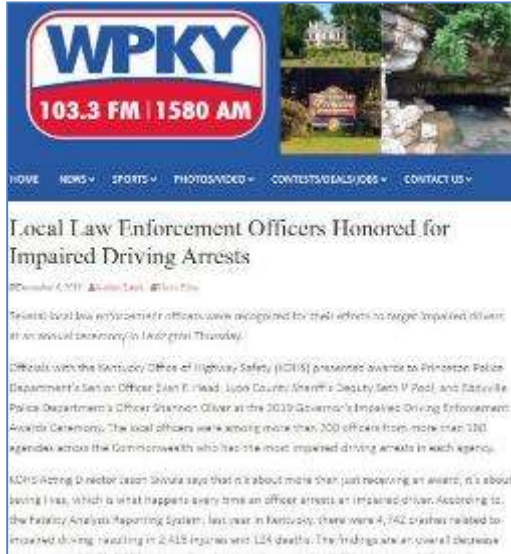 WPKY
103.3 FM | 1580 AM
HOME NEWS SPORTS PHOTOS/VIDEO CONTESTS/DEALS/JOBS CONTACT US
Local Law Enforcement Officers Honored for
Impaired Driving Arrests
Several local law enforcement officers were recognized for their efforts to target impaired drivers
at an annual ceremony in Lexington Thursday.
Officials with the Kentucky Office of Highway Safety (KOHS) presented awards to Princeton Police
Department's Senior Officer Evan F. Head, Lyon County Sheriff's Deputy Seth P. Pool, and Eddyville
Police Department's Officer Shannon Oliver at the 2019 Governor's Impaired Driving Enforcement
Awards Ceremony. The local officers were among more than 200 officers from more than
agencies across the Commonwealth who had the most impaired driving arrests in each agency.
KOHS Acting Director Jason Siwula says that it's about more than just receiving an award, it's about
saving lives, which is what happens every time an officer arrests an impaired driver. According to
the Fatality Analysis Reporting System, last year in Kentucky, there were 4,742 crashes related to
impaired driving, resulting in injuries and deaths. The findings are an overall decrease